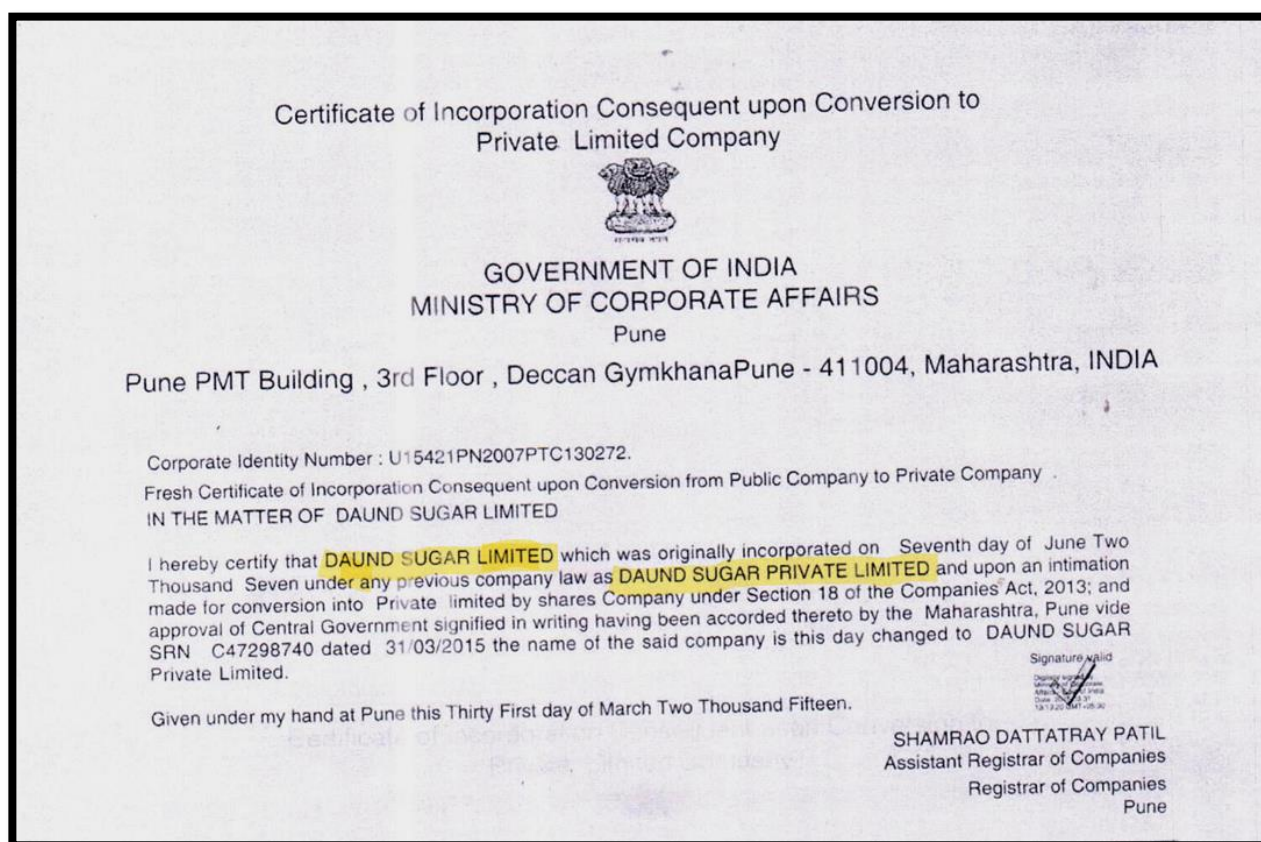 Certificate of Incorporation Consequent upon Conversion to
Private Limited Company
GOVERNMENT OF INDIA
MINISTRY OF CORPORATE AFFAIRS
Pune
Pune PMT Building , 3rd Floor , Deccan GymkhanaPune - 411004, Maharashtra, INDIA
Corporate Identity Number : U15421PN2007PTC130272.
Fresh Certificate of Incorporation Consequent upon Conversion from Public Company to Private Company .
IN THE MATTER OF DAUND SUGAR LIMITED
I hereby certify that DAUND SUGAR LIMITED which was originally incorporated on Seventh day of June Two
Thousand Seven under any previous company law as DAUND SUGAR PRIVATE LIMITED and upon an intimation
made for conversion into Private limited by shares Company under Section 18 of the Companies Act, 2013; and
approval of Central Government signified in writing having been accorded thereto by the Maharashtra, Pune vide
SRN C47298740 dated 31/03/2015 the name of the said company is this day changed to DAUND SUGAR
Private Limited.
Signature valid
Given under my hand at Pune this Thirty First day of March Two Thousand Fifteen.
SHAMRAO DATTATRAY PATIL
Assistant Registrar of Companies
Registrar of Companies
Pune